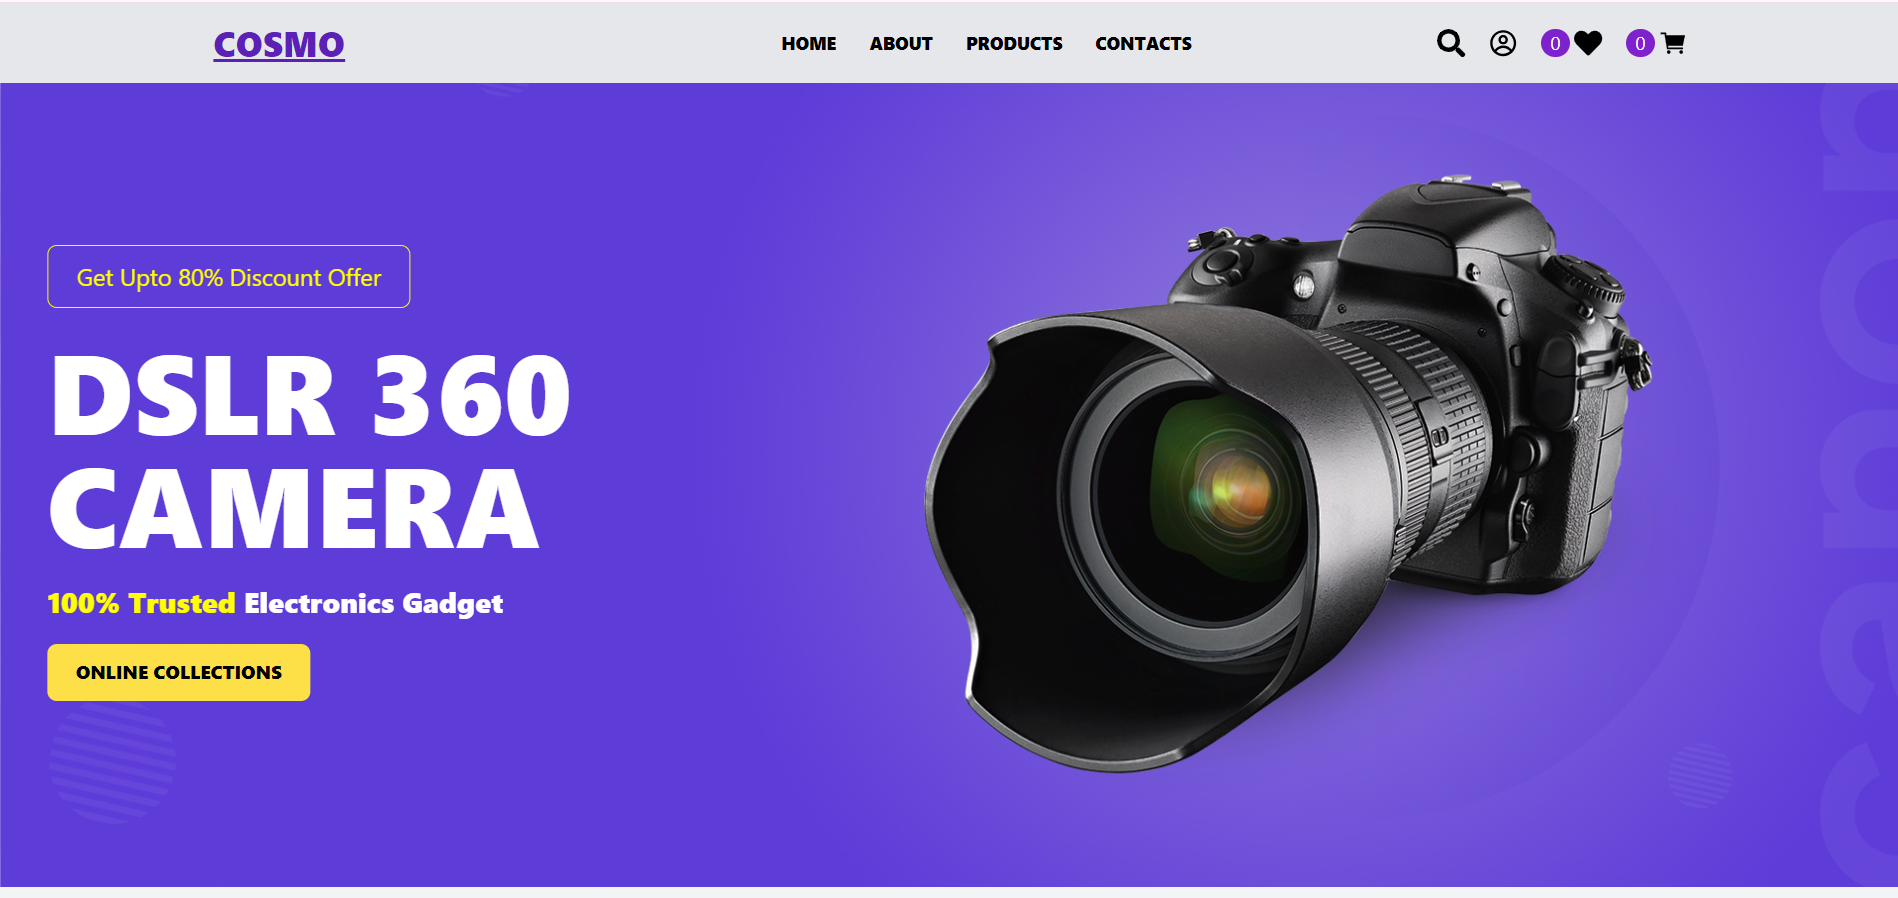 COSMO
HOME ABOUT PRODUCTS CONTACTS
0 0
Get Upto 80% Discount Offer
DSLR 360
CAMERA
100% Trusted Electronics Gadget
ONLINE COLLECTIONS
canon